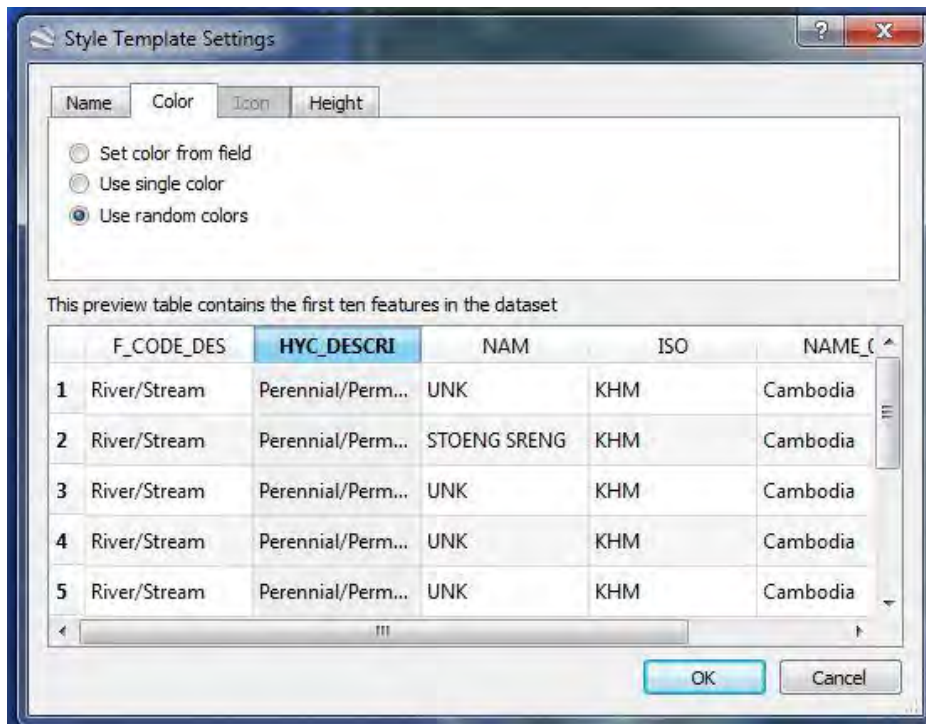 Style Template Settings
Name Color Icon Height
Set color from field
Use single color
Use random colors
This preview table contains the first ten features in the dataset
F_CODE_DES HYC_DESCRI NAM ISO NAME_
1 River/Stream Perennial/Perm... UNK KHM Cambodia
2 River/Stream Perennial/Perm... STOENG SRENG KHM Cambodia
3 River/Stream Perennial/Perm... UNK KHM Cambodia
4 River/Stream Perennial/Perm... UNK KHM Cambodia
5 River/Stream Perennial/Perm... UNK KHM Cambodia
OK Cancel